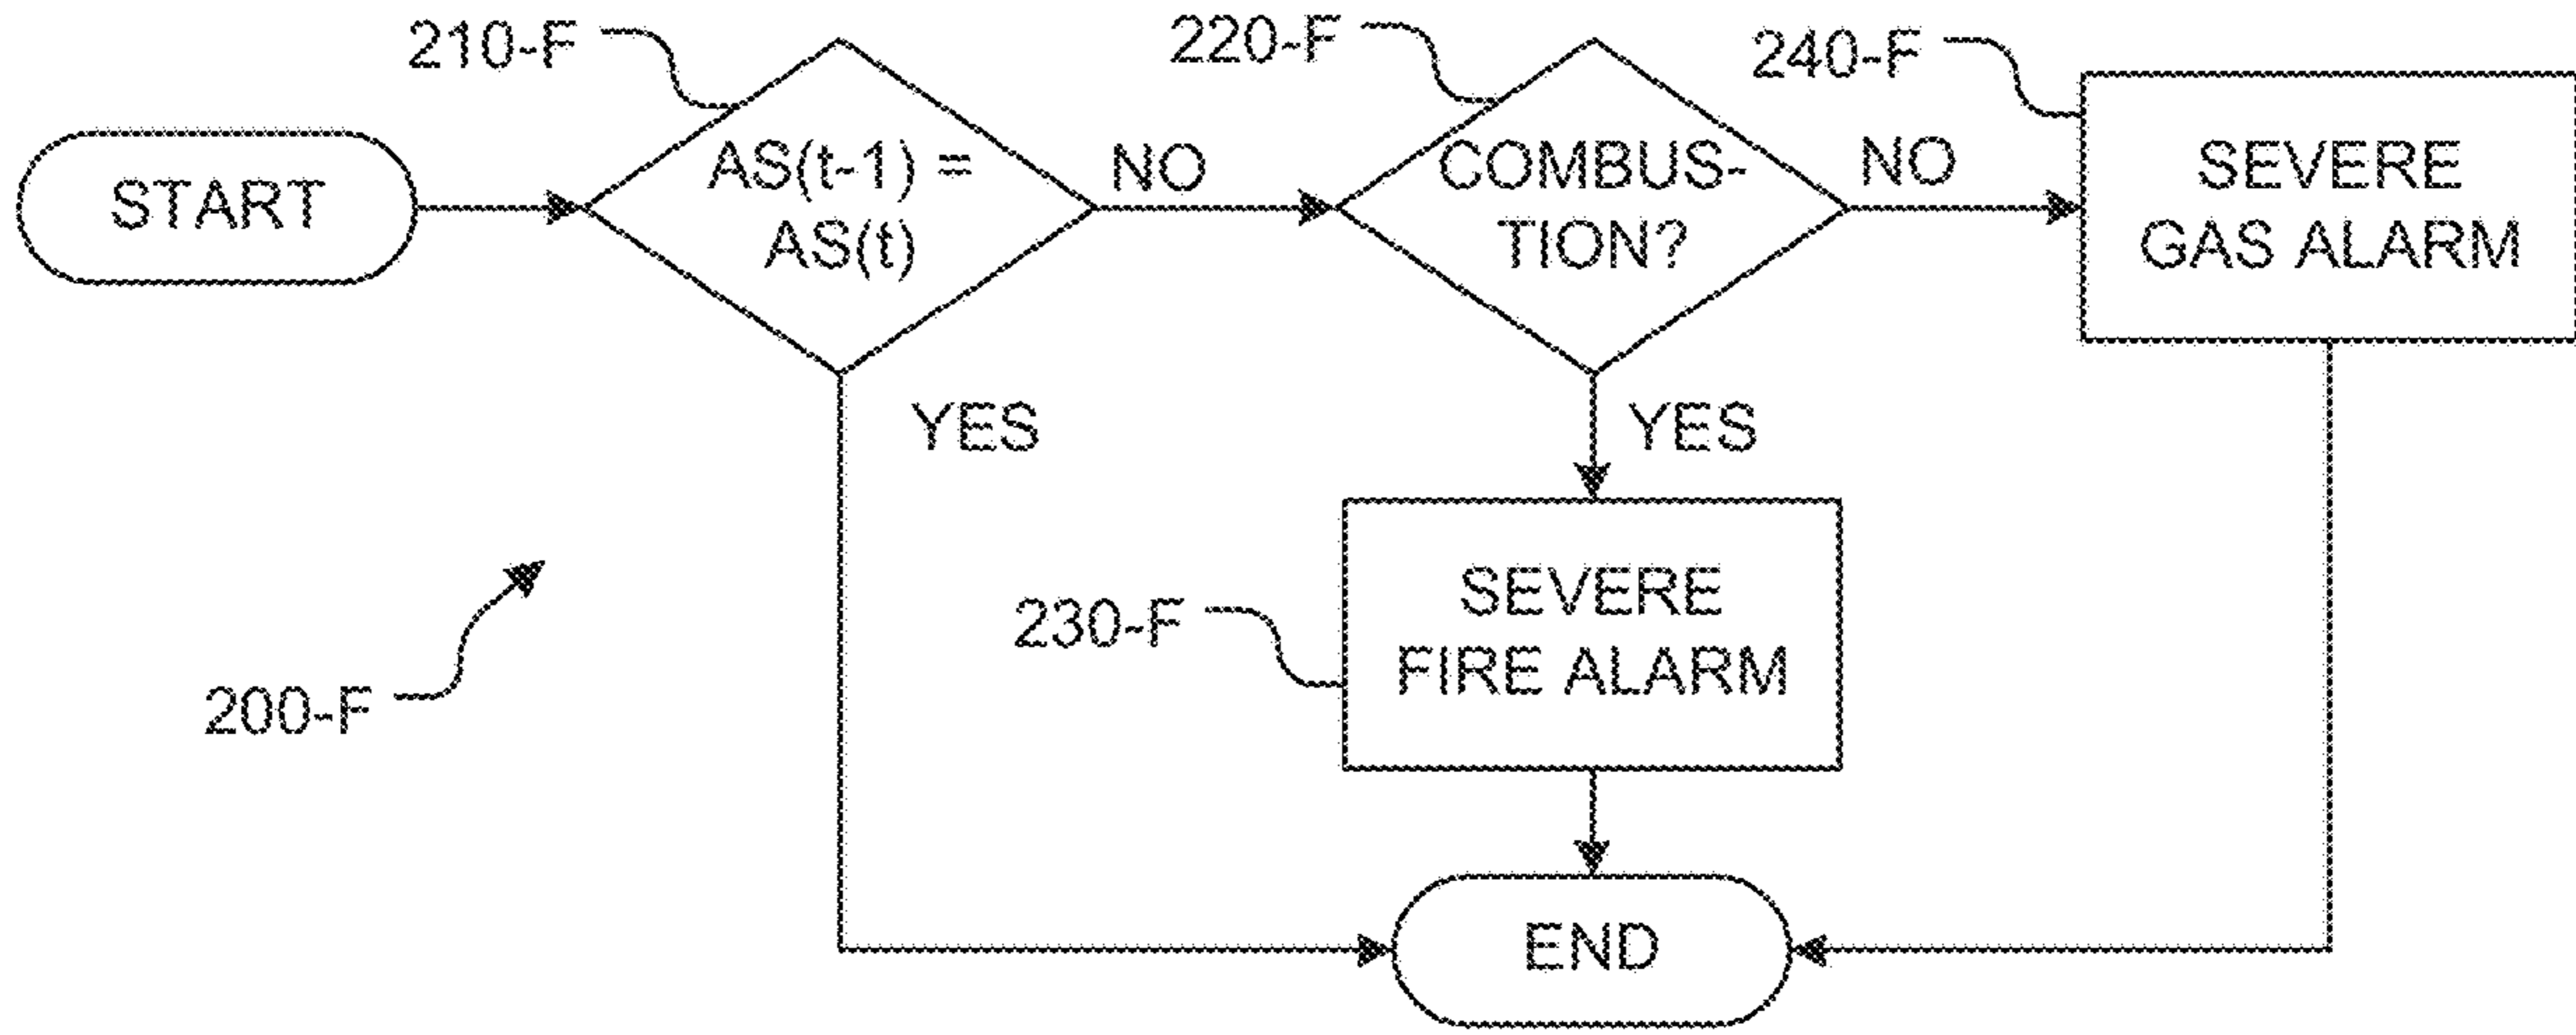 210-F
220-F
240-F
START
AS(t-1) =
AS(t)
NO
COMBUS-
TION?
NO
SEVERE
GAS ALARM
YES
YES
230-F
SEVERE
FIRE ALARM
200-F
END